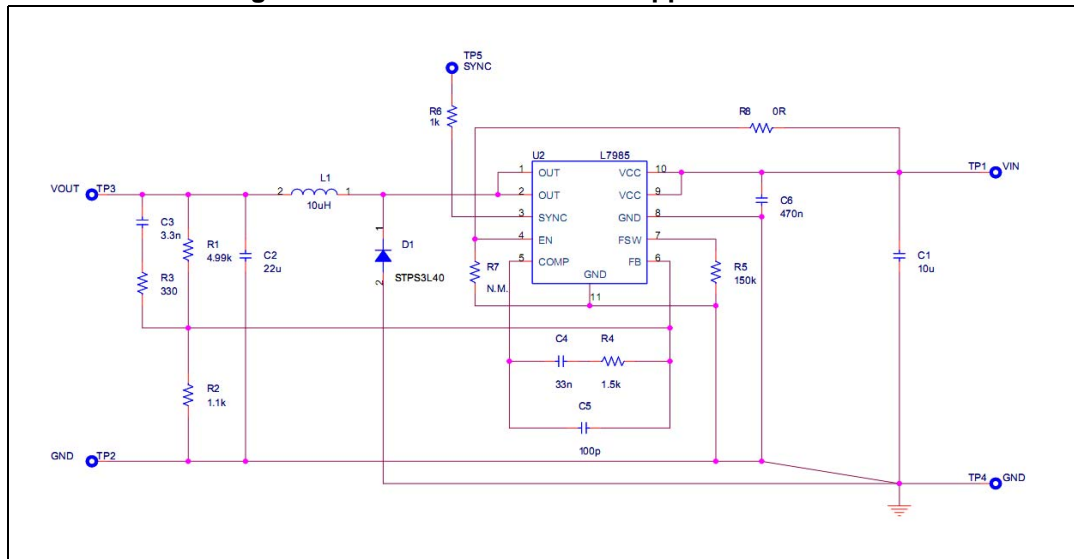 TP5
SYNC
R6
1k
R8 0R
U2 L7985
1 OUT VCC 10
2 OUT VCC 9
3 SYNC GND 8
4 EN FSW 7
5 COMP FB 6
GND
11
VOUT TP3
2 L1 1
10uH
TP1 VIN
C6
470n
C3
3.3n
R1
4.99k
C2
22u
R3
330
1
D1
2
STPS3L40
R7
N.M.
R5
150k
C1
10u
C4 R4
33n 1.5k
C5
100p
R2
1.1k
GND TP2
TP4 GND